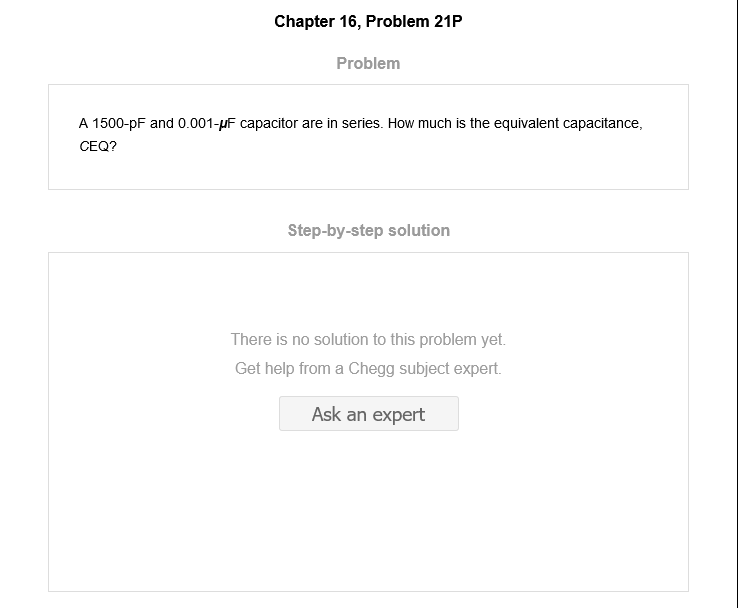 Chapter 16, Problem 21P
Problem
A 1500-pF and 0.001-µF capacitor are in series. How much is the equivalent capacitance,
CEQ?
Step-by-step solution
There is no solution to this problem yet.
Get help from a Chegg subject expert.
Ask an expert